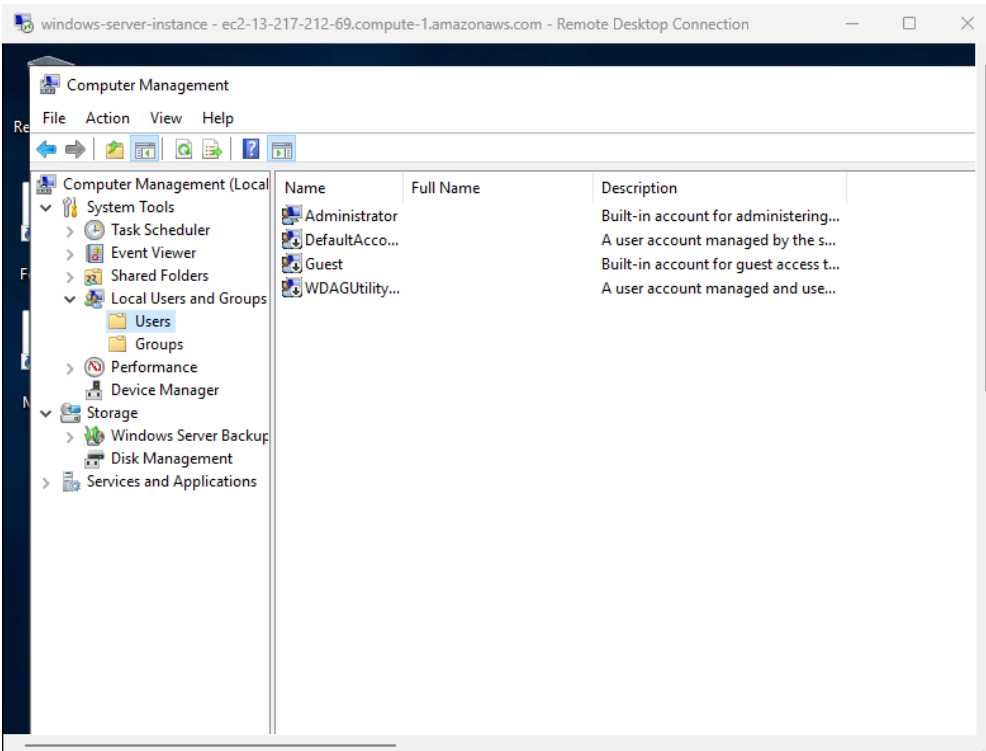 windows-server-instance - ec2-13-217-212-69.compute-1.amazonaws.com - Remote Desktop Connection
Computer Management
File Action View Help
Re
Computer Management (Local
System Tools
Task Scheduler
Event Viewer
Shared Folders
Local Users and Groups
Users
Groups
Performance
Device Manager
Storage
Windows Server Backup
Disk Management
Services and Applications
Name Full Name Description
Administrator Built-in account for administering...
DefaultAcco... A user account managed by the s...
Guest Built-in account for guest access t...
WDAGUtility... A user account managed and use...